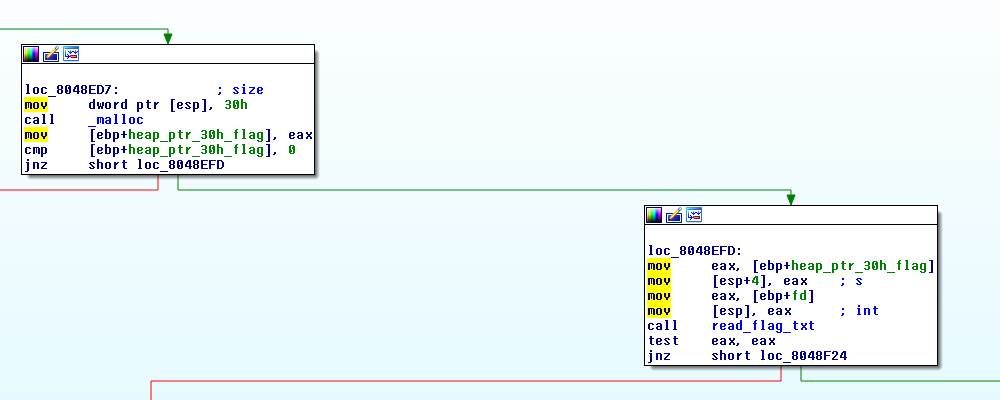 loc_8048ED7: ; size
mov dword ptr [esp], 30h
call _malloc
mov [ebp+heap_ptr_30h_flag], eax
cmp [ebp+heap_ptr_30h_flag], 0
jnz short loc_8048EFD
loc_8048EFD:
mov eax, [ebp+heap_ptr_30h_flag]
mov [esp+4], eax ; s
mov eax, [ebp+fd]
mov [esp], eax ; int
call read_flag_txt
test eax, eax
jnz short loc_8048F24